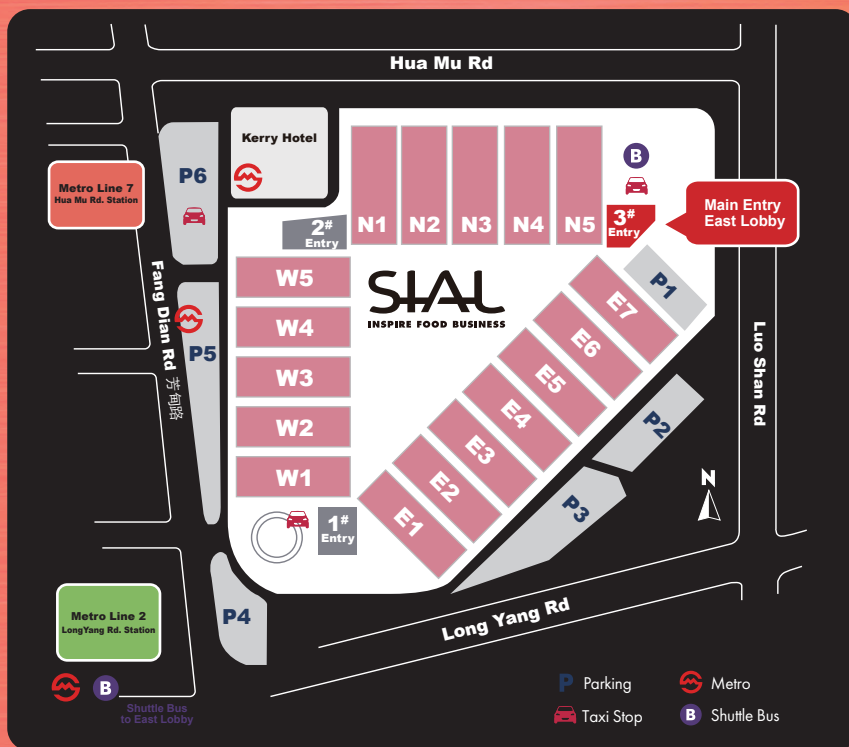 Hua Mu Rd
Kerry Hotel
P6
Metro Line 7
Hua Mu Rd. Station
B
N1
N2
N3
N4
N5
3#
Entry
Main Entry
East Lobby
2#
Entry
W5
W4
W3
W2
W1
SIAL
INSPIRE FOOD BUSINESS
Fang Dian Rd 芳甸路
P5
E7
E6
E5
E4
E3
E2
E1
P1
P2
P3
Luo Shan Rd
N
1#
Entry
P4
Metro Line 2
LongYang Rd. Station
Long Yang Rd
B
Shuttle Bus
to East Lobby
P Parking
Metro
Taxi Stop
B Shuttle Bus